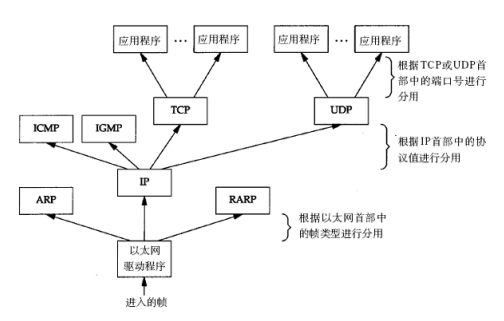 应用程序 … 应用程序 应用程序 … 应用程序
根据TCP或UDP首
部中的端口号进行
分用
TCP UDP
ICMP IGMP
根据IP首部中的协
议值进行分用
IP
ARP RARP
根据以太网首部中
的帧类型进行分用
以太网
驱动程序
进入的帧